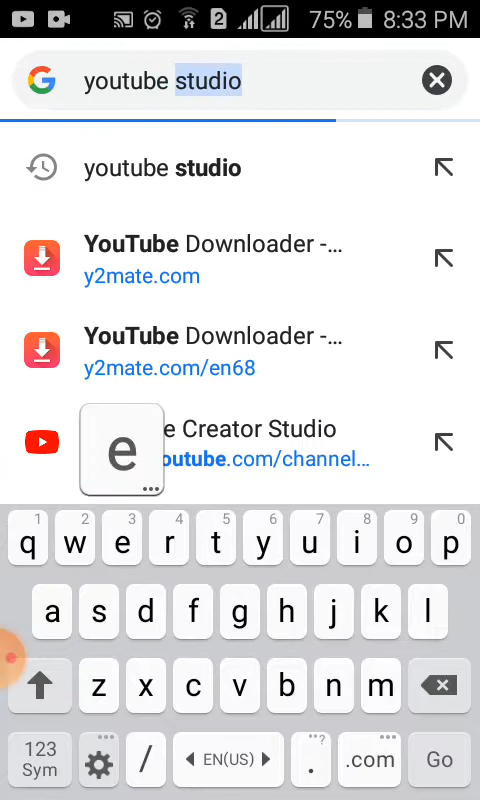 2 75% 8:33 PM
youtube studio
youtube studio
YouTube Downloader -...
y2mate.com
YouTube Downloader -...
y2mate.com/en68
e Creator Studio
outube.com/channel...
e
...
1 2 3 4 5 6 7 8 9 0
q w e r t y u i o p
a s d f g h j k l
z x c v b n m
123 Sym / EN(US) . .com Go